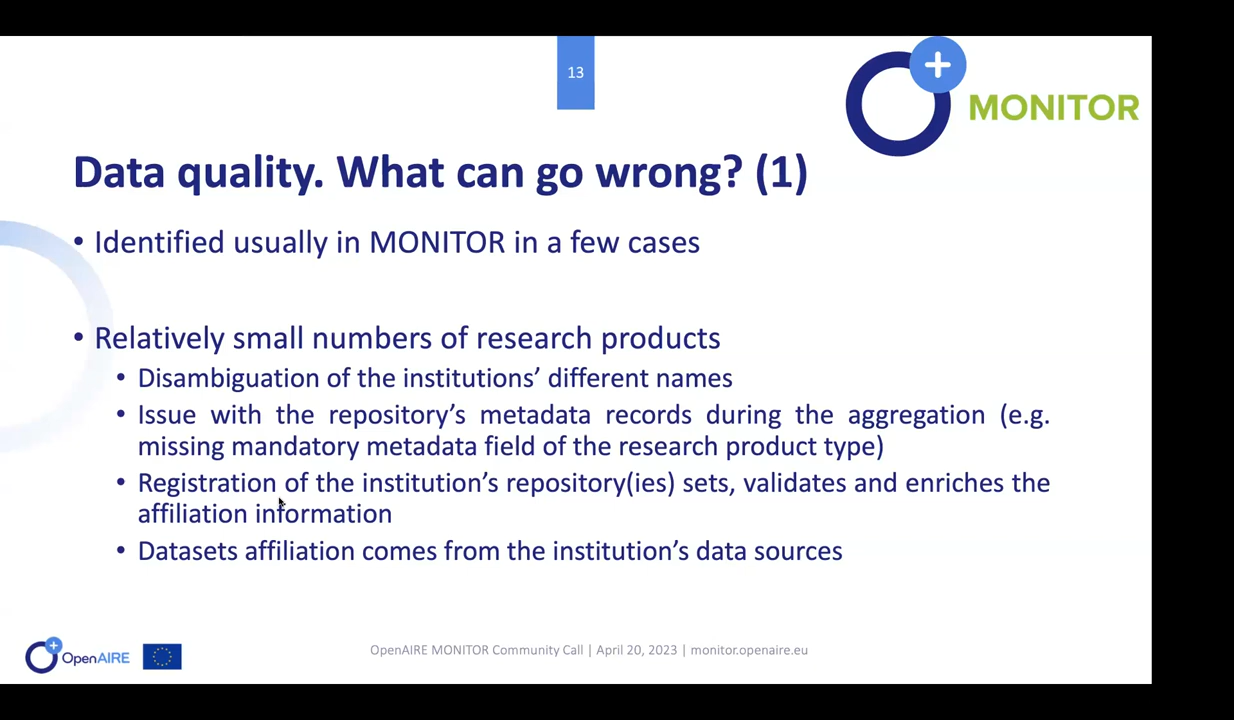 13
MONITOR
Data quality. What can go wrong? (1)
• Identified usually in MONITOR in a few cases
• Relatively small numbers of research products
• Disambiguation of the institutions’ different names
• Issue with the repository’s metadata records during the aggregation (e.g.
missing mandatory metadata field of the research product type)
• Registration of the institution’s repository(ies) sets, validates and enriches the
affiliation information
• Datasets affiliation comes from the institution’s data sources
OpenAIRE
OpenAIRE MONITOR Community Call | April 20, 2023 | monitor.openaire.eu